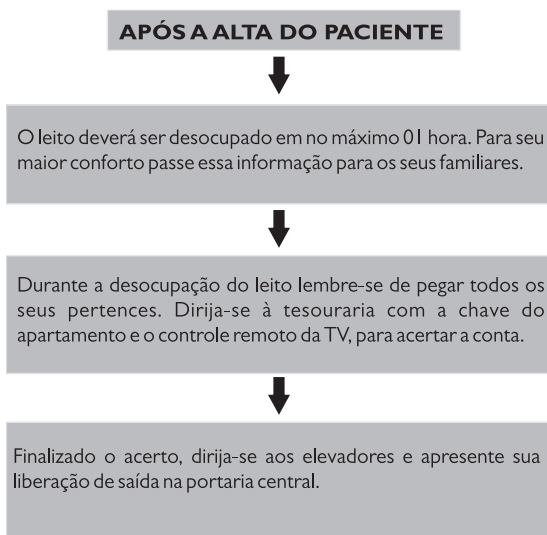 APÓS A ALTA DO PACIENTE
O leito deverá ser desocupado em no máximo 01 hora. Para seu
maior conforto passe essa informação para os seus familiares.
Durante a desocupação do leito lembre-se de pegar todos os
seus pertences. Dirija-se à tesouraria com a chave do
apartamento e o controle remoto da TV, para acertar a conta.
Finalizado o acerto, dirija-se aos elevadores e apresente sua
liberação de saída na portaria central.